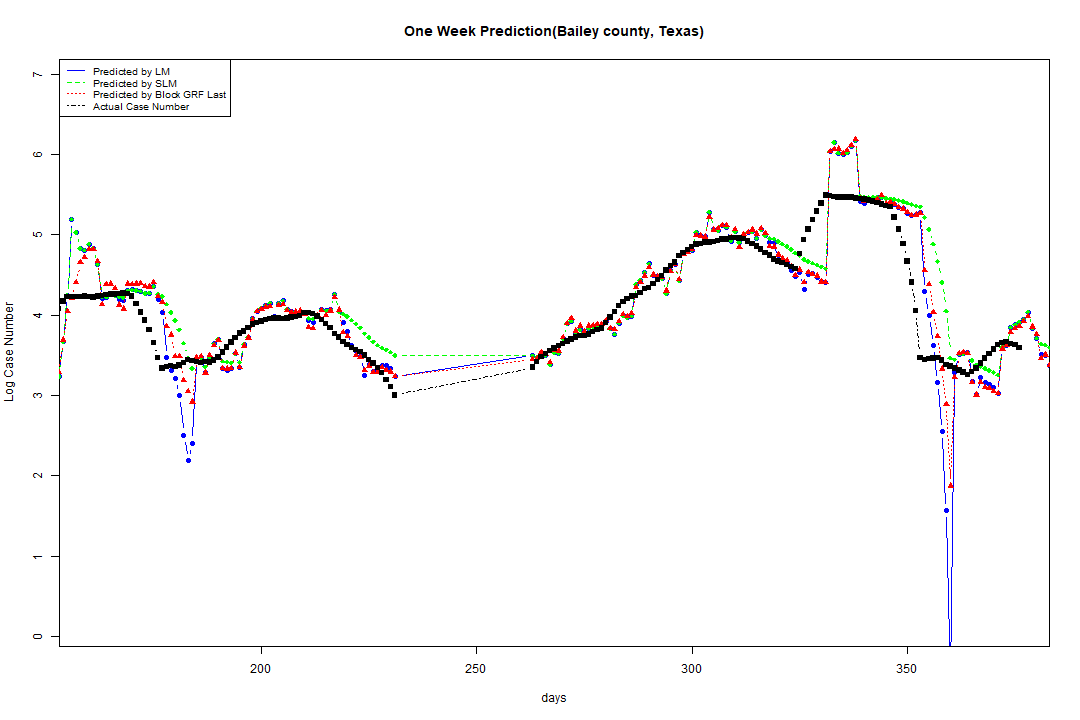 One Week Prediction(Bailey county, Texas)
Predicted by LM
Predicted by SLM
Predicted by Block GRF Last
Actual Case Number
7
6
5
4
3
2
1
0
Log Case Number
200
250
300
350
days